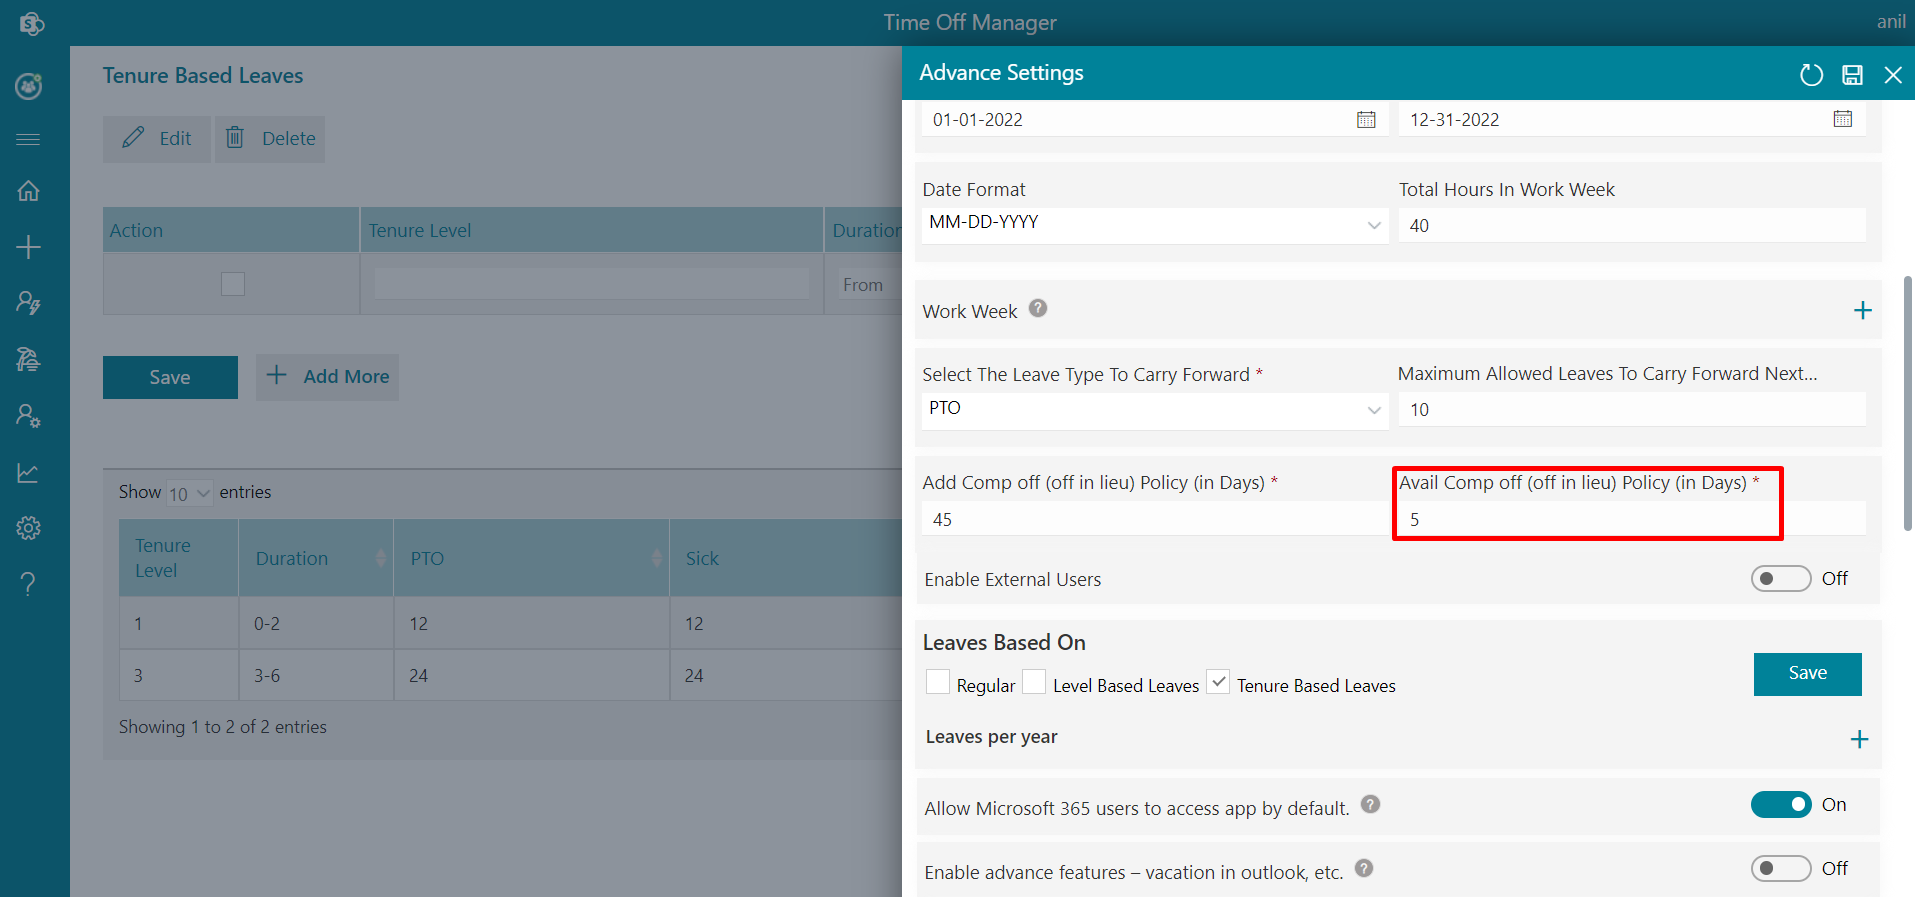 Time Off Manager
anil
Tenure Based Leaves
Edit
Delete
Action
Tenure Level
Duration
From
Save
Add More
Show 10 entries
Tenure Level
Duration
PTO
Sick
1
0-2
12
12
3
3-6
24
24
Showing 1 to 2 of 2 entries
Advance Settings
01-01-2022
12-31-2022
Date Format
Total Hours In Work Week
MM-DD-YYYY
40
Work Week
Select The Leave Type To Carry Forward *
Maximum Allowed Leaves To Carry Forward Next...
PTO
10
Add Comp off (off in lieu) Policy (in Days) *
Avail Comp off (off in lieu) Policy (in Days) *
45
5
Enable External Users
Off
Leaves Based On
Regular
Level Based Leaves
Tenure Based Leaves
Save
Leaves per year
Allow Microsoft 365 users to access app by default.
On
Enable advance features – vacation in outlook, etc.
Off